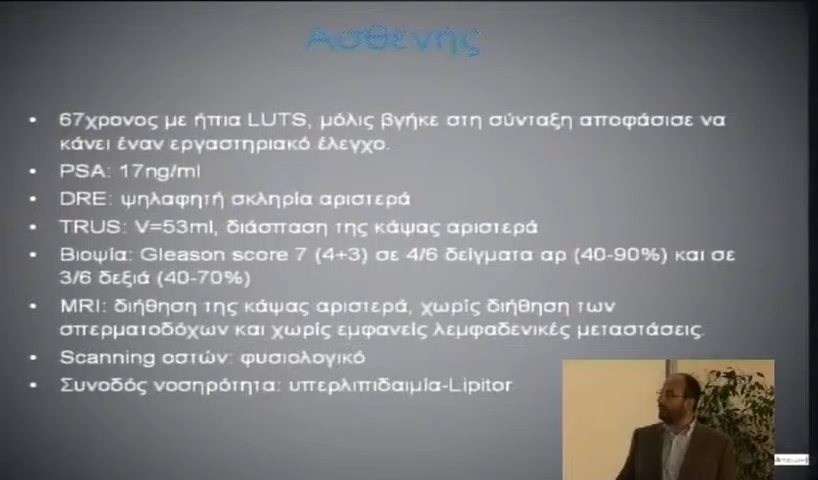 Ασθενής
• 67χρονος με ήπια LUTS, μόλις βγήκε στη σύνταξη αποφάσισε να
κάνει έναν εργαστηριακό έλεγχο.
• PSA: 17ng/ml
• DRE: ψηλαφητή σκληρία αριστερά
• TRUS: V=53ml, διάσπαση της κάψας αριστερά
• Βιοψία: Gleason score 7 (4+3) σε 4/6 δείγματα αρ (40-90%) και σε
3/6 δεξιά (40-70%)
• MRI: διήθηση της κάψας αριστερά, χωρίς διήθηση των
σπερματοδόχων και χωρίς εμφανείς λεμφαδενικές μεταστάσεις.
• Scanning οστών: φυσιολογικό
• Συνοδός νοσηρότητα: υπερλιπιδαιμία-Lipitor